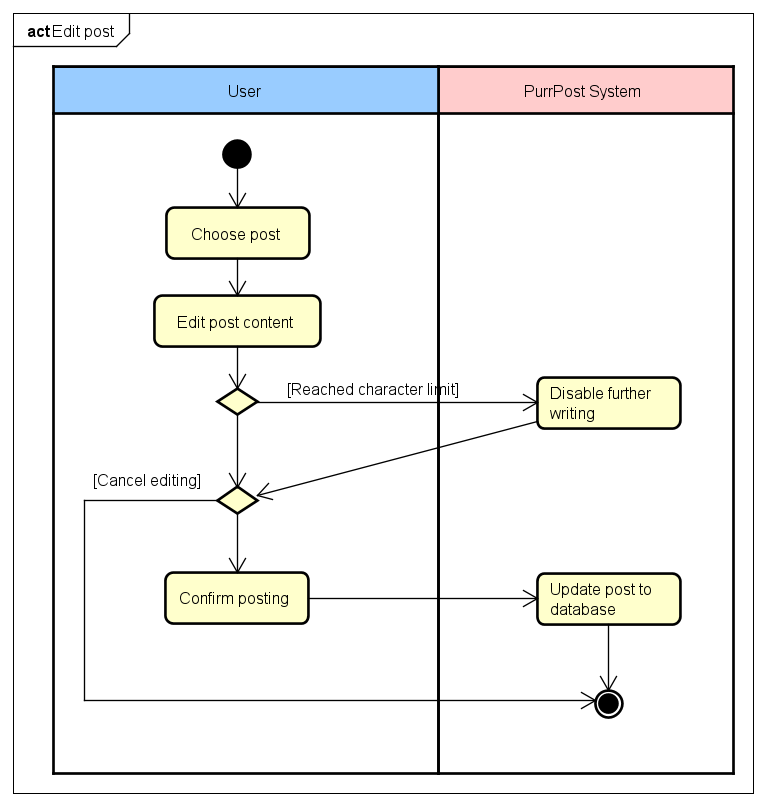 act Edit post
User
PurrPost System
Choose post
Edit post content
[Reached character limit]
Disable further
writing
[Cancel editing]
Confirm posting
Update post to
database